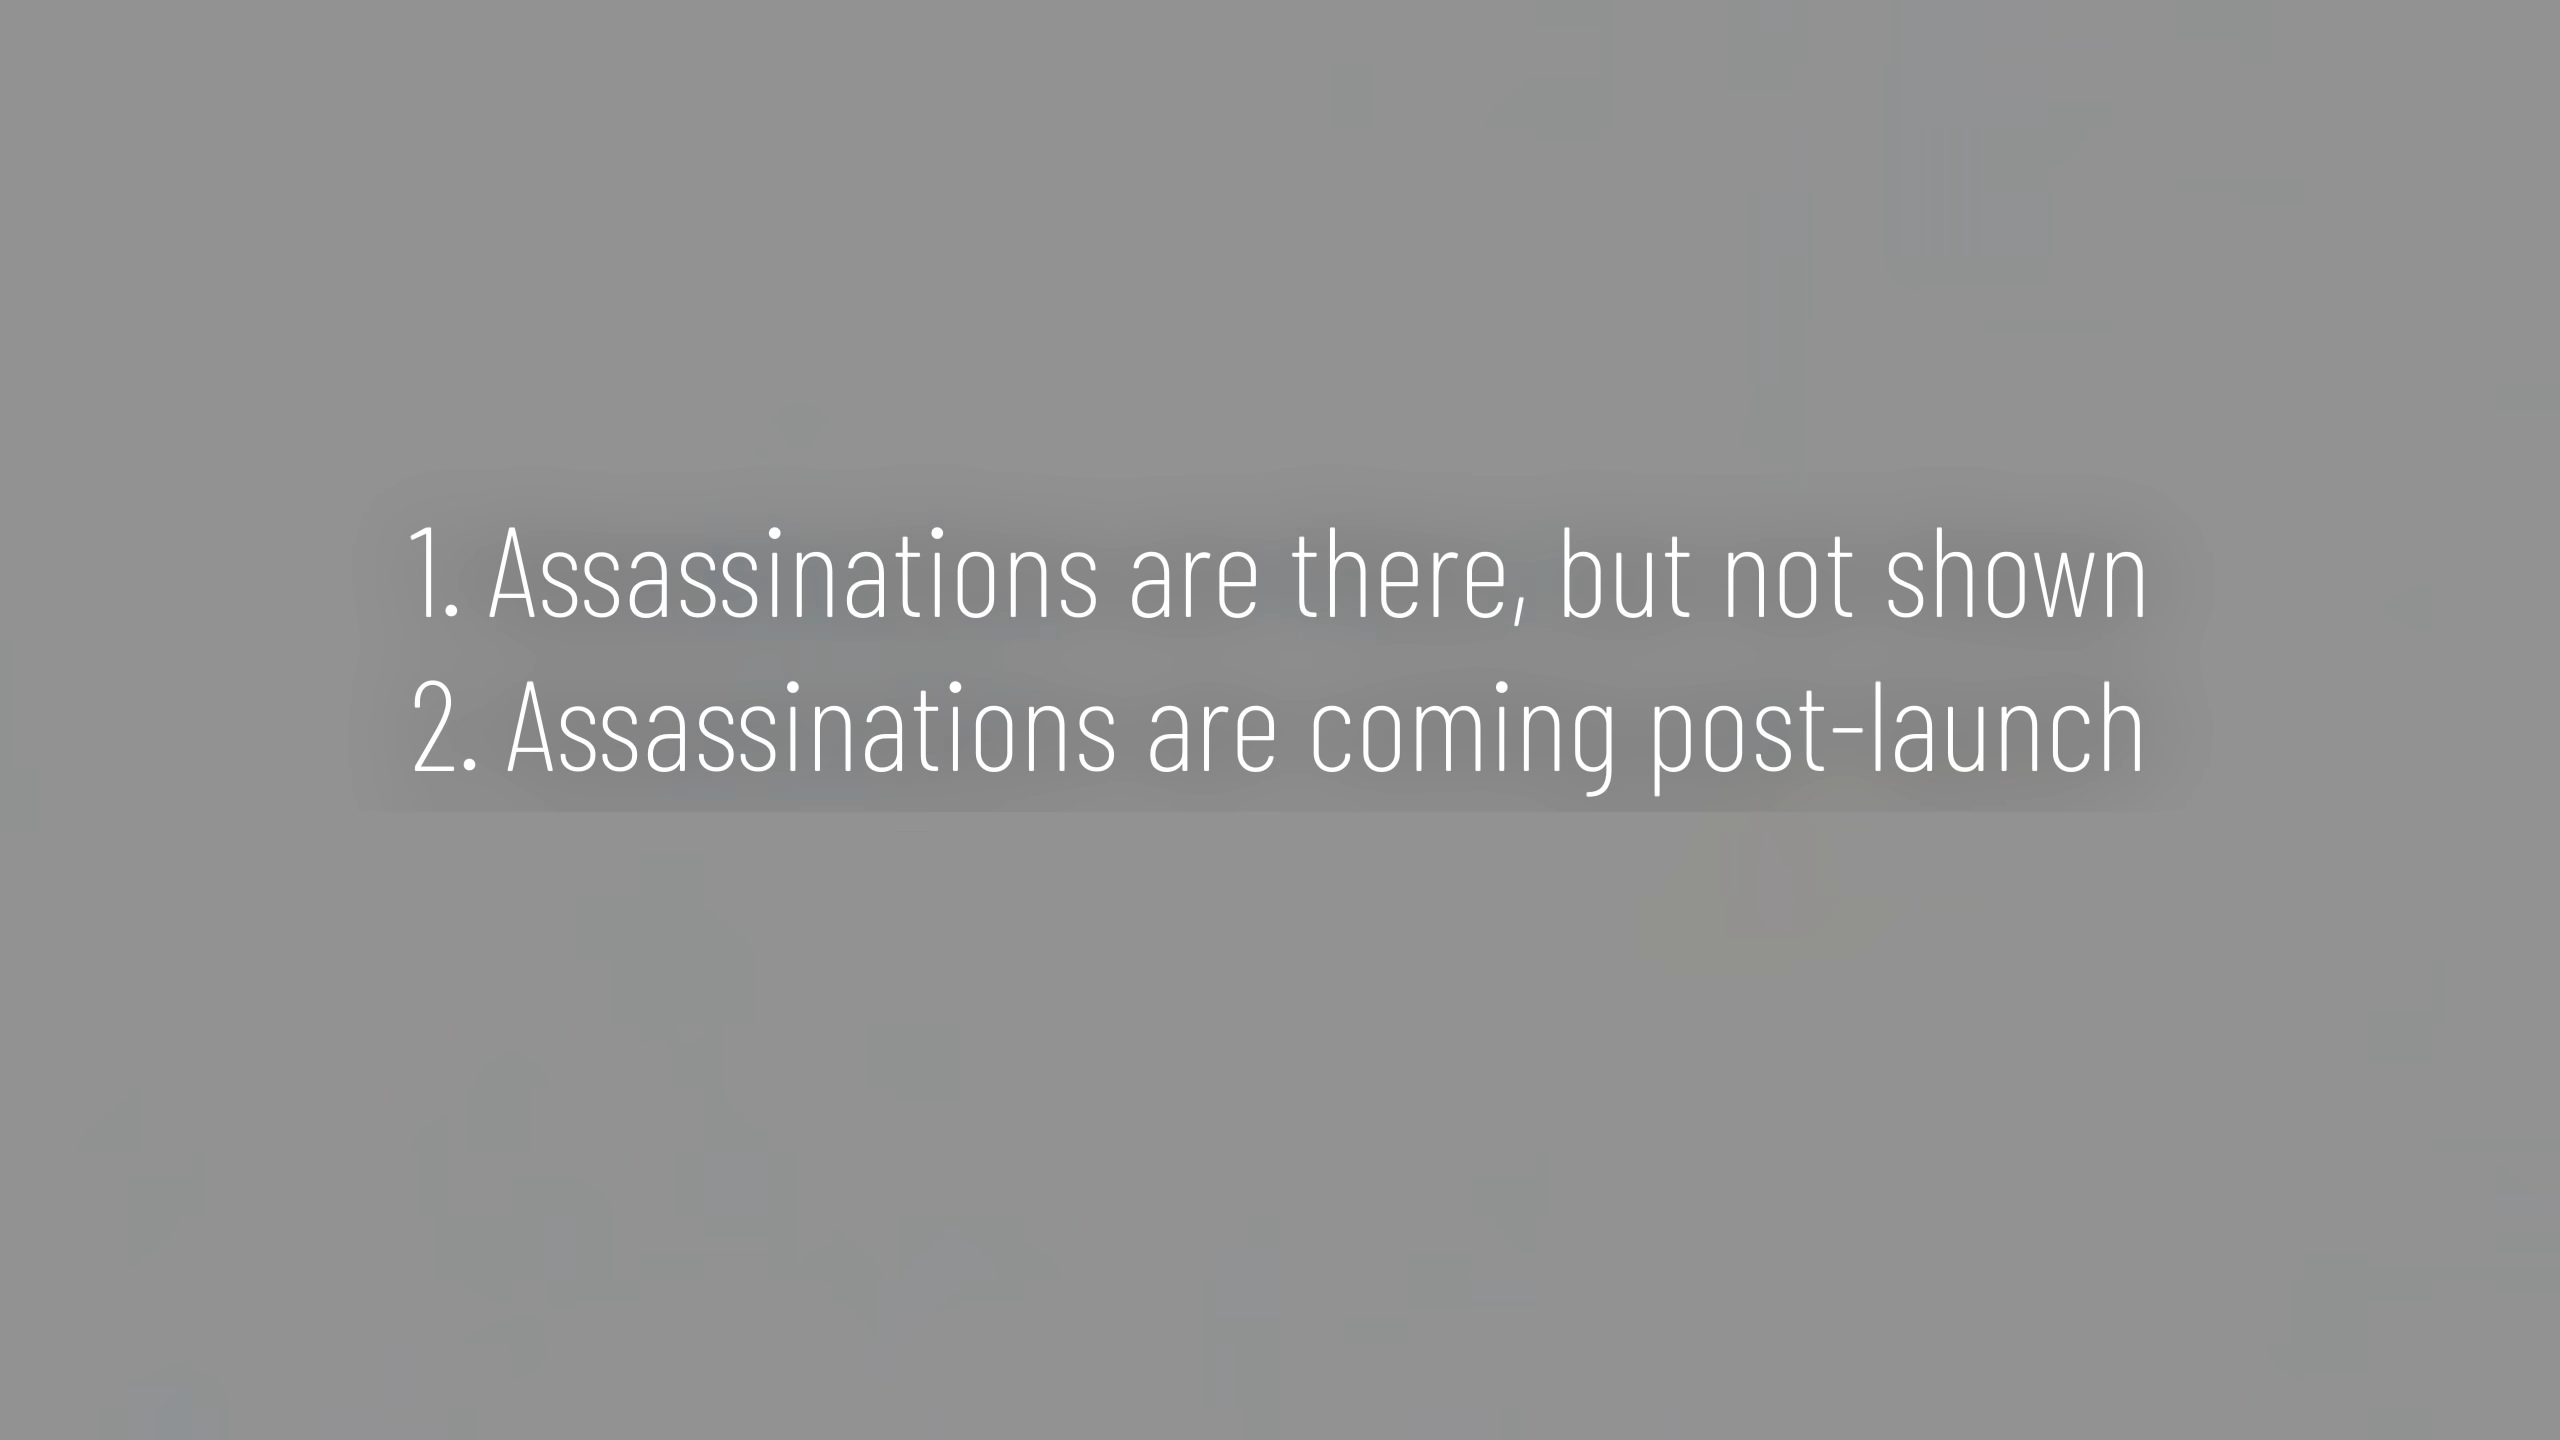 1. Assassinations are there, but not shown
2. Assassinations are coming post-launch